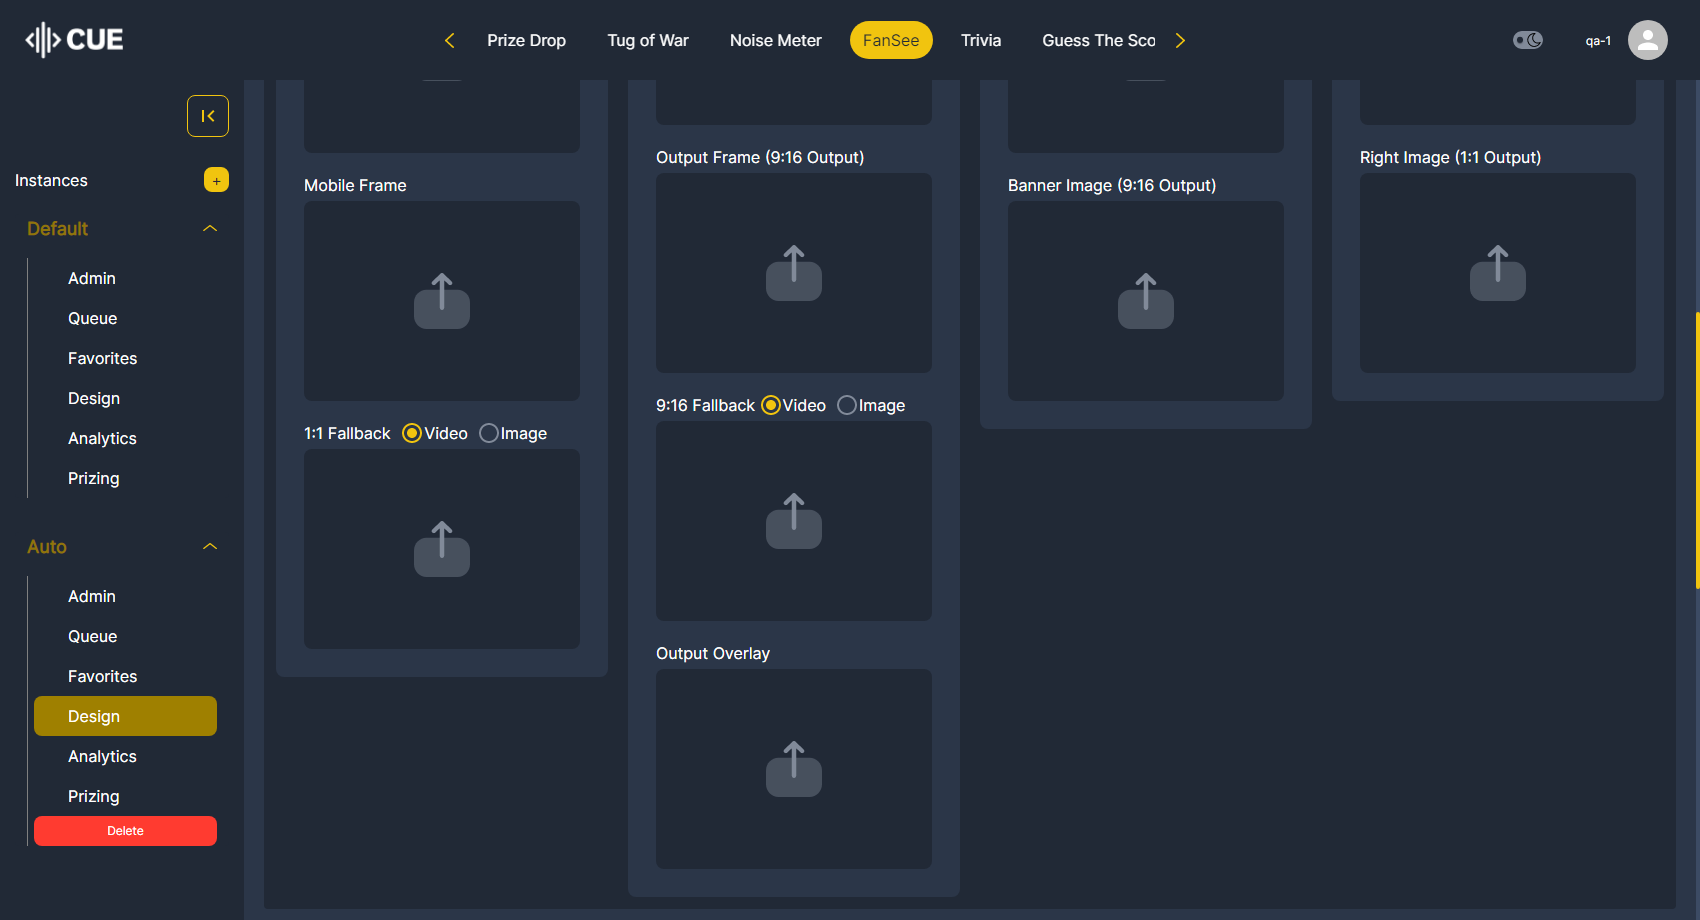 CUE
Prize Drop
Tug of War
Noise Meter
FanSee
Trivia
Guess The Sco
qa-1
Instances
+
Default
Admin
Queue
Favorites
Design
Analytics
Prizing
Auto
Admin
Queue
Favorites
Design
Analytics
Prizing
Delete
Mobile Frame
1:1 Fallback Video Image
Output Frame (9:16 Output)
9:16 Fallback Video Image
Output Overlay
Banner Image (9:16 Output)
Right Image (1:1 Output)